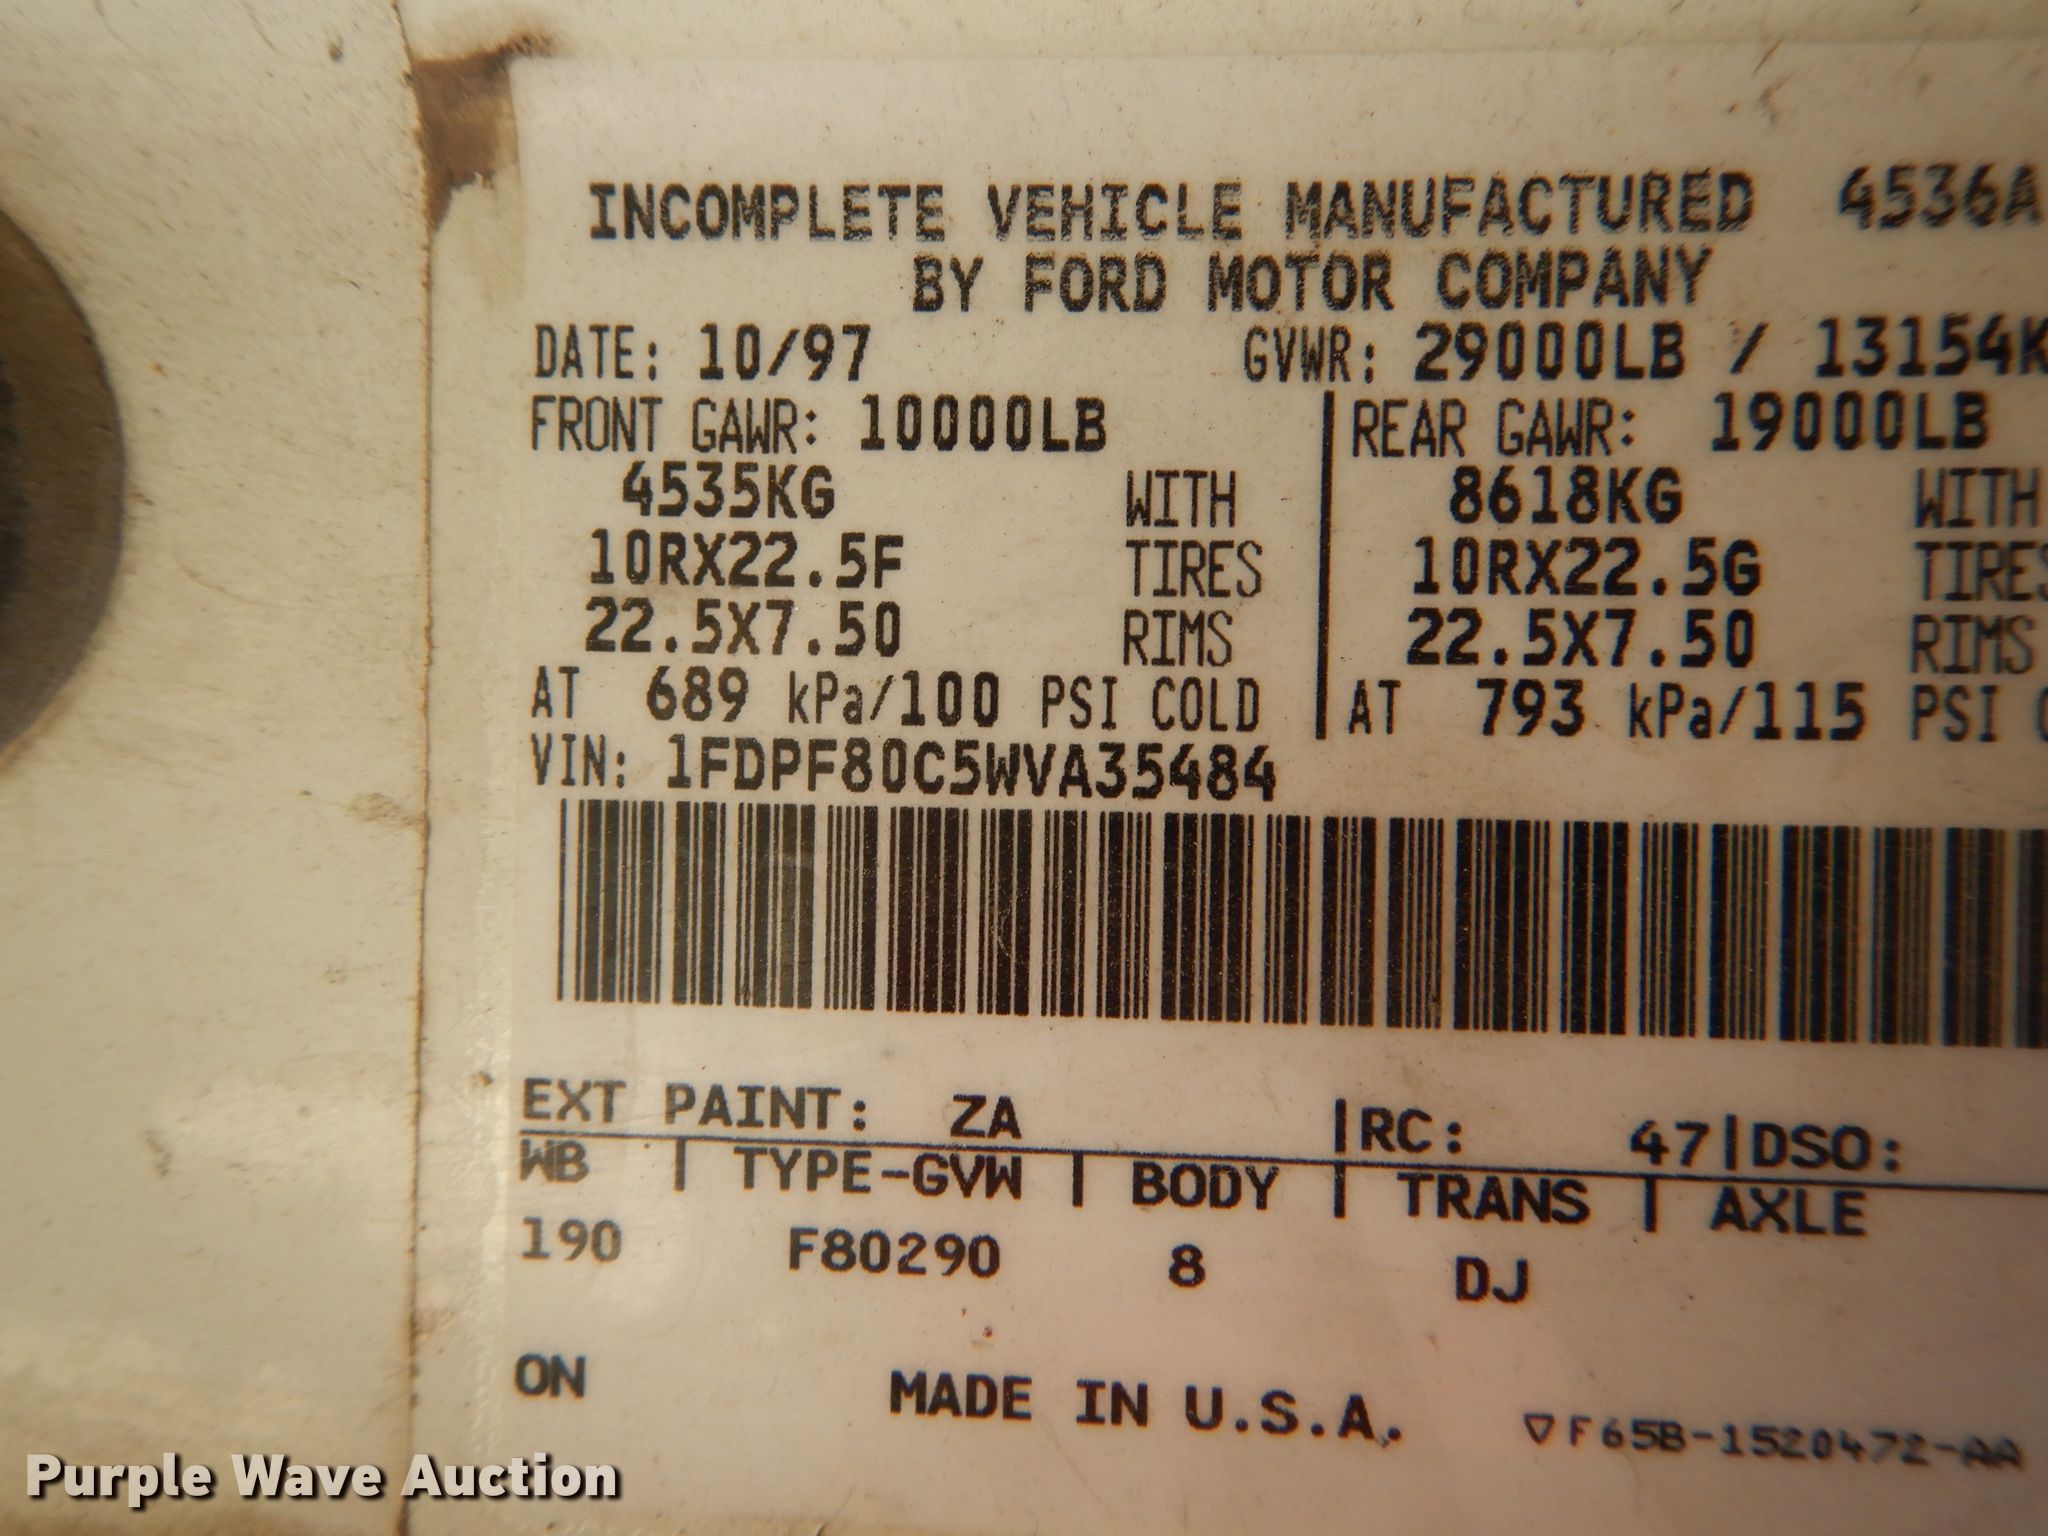 INCOMPLETE VEHICLE MANUFACTURED 4536A
BY FORD MOTOR COMPANY
DATE: 10/97 GVWR: 29000LB / 13154K
FRONT GAWR: 10000LB REAR GAWR: 19000LB
4535KG WITH 8618KG WITH
10RX22.5F TIRES 10RX22.5G TIRES
22.5X7.50 RIMS 22.5X7.50 RIMS
AT 689 kPa/100 PSI COLD AT 793 kPa/115 PSI
VIN: 1FDPF80C5WVA35484
EXT PAINT: ZA |RC: 47|DSO:
WB | TYPE-GVW | BODY | TRANS | AXLE
190 F80290 8 DJ
ON MADE IN U.S.A. ▽F65B-1520472-AA
Purple Wave Auction